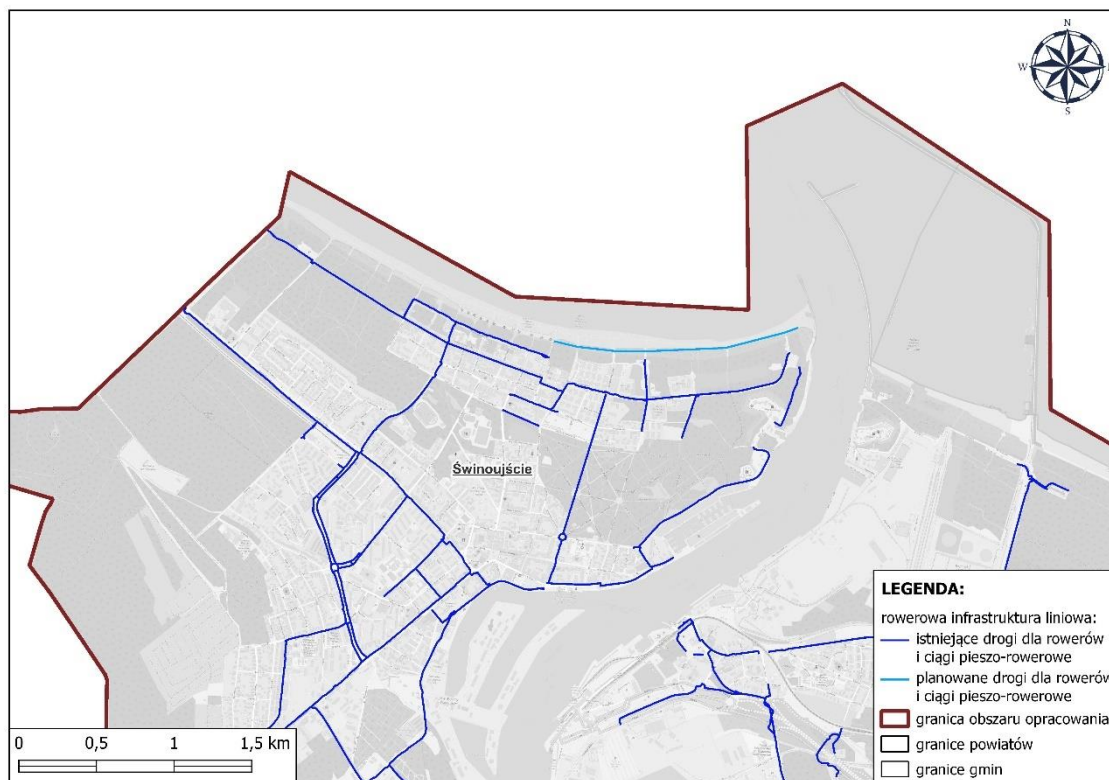 N
W
S
Świnoujście
LEGENDA:
rowerowa infrastruktura liniowa:
istniejące drogi dla rowerów
i ciągi pieszo-rowerowe
planowane drogi dla rowerów
i ciągi pieszo-rowerowe
granica obszaru opracowania
granice powiatów
granice gmin
0 0,5 1 1,5 km